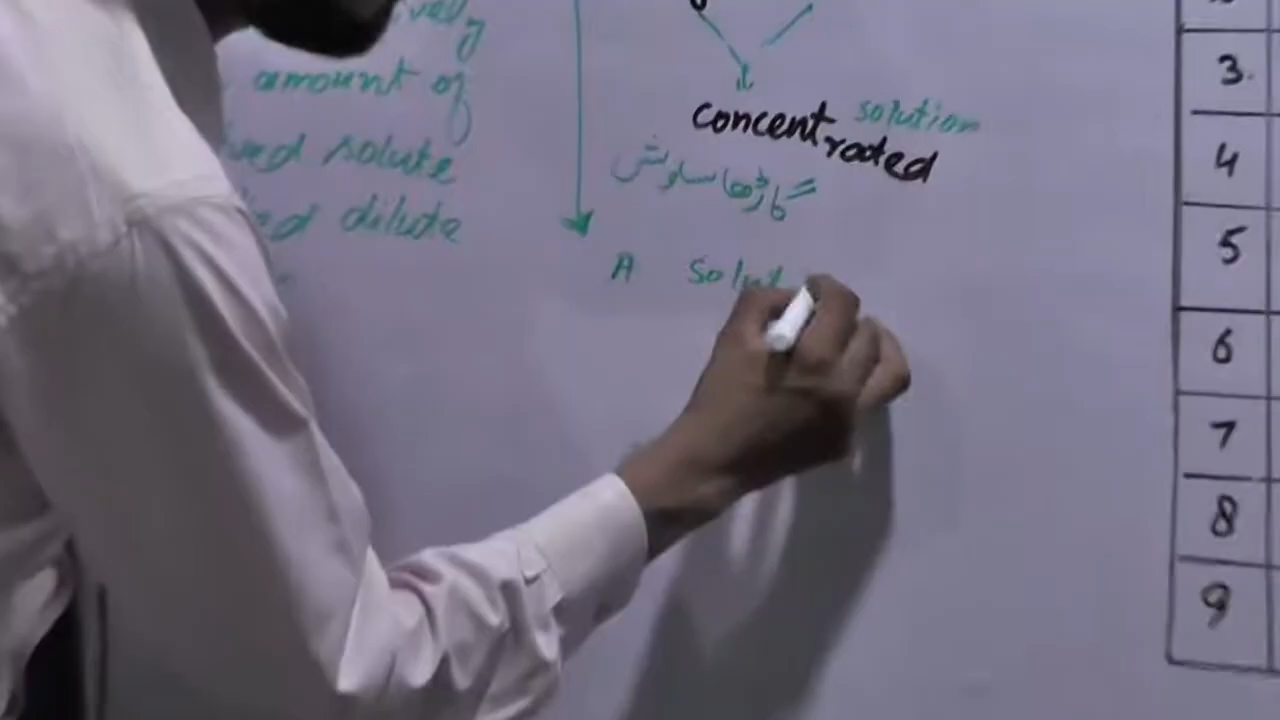 amount of
solute
dilute
concentrated solution
گاڑھا سلوشن
A Solut
3.
4
5
6
7
8
9